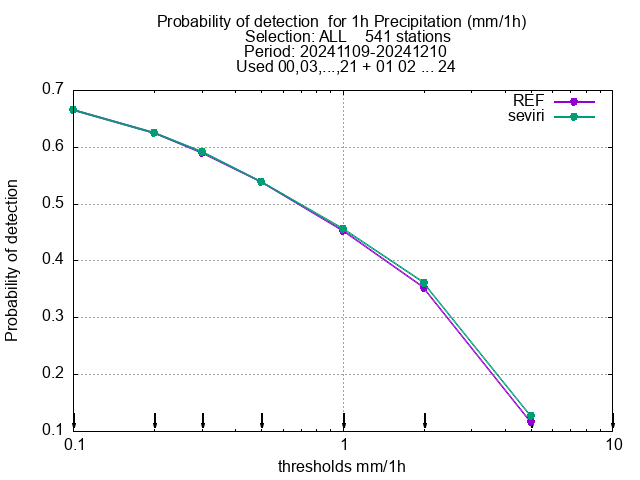 Probability of detection  for 1h Precipitation (mm/1h)
Selection: ALL    541 stations
Period: 20241109-20241210
Used 00,03,...,21 + 01 02 ... 24
REF
seviri
0.7
0.6
0.5
0.4
0.3
0.2
0.1
Probability of detection
0.1 1 10
thresholds mm/1h